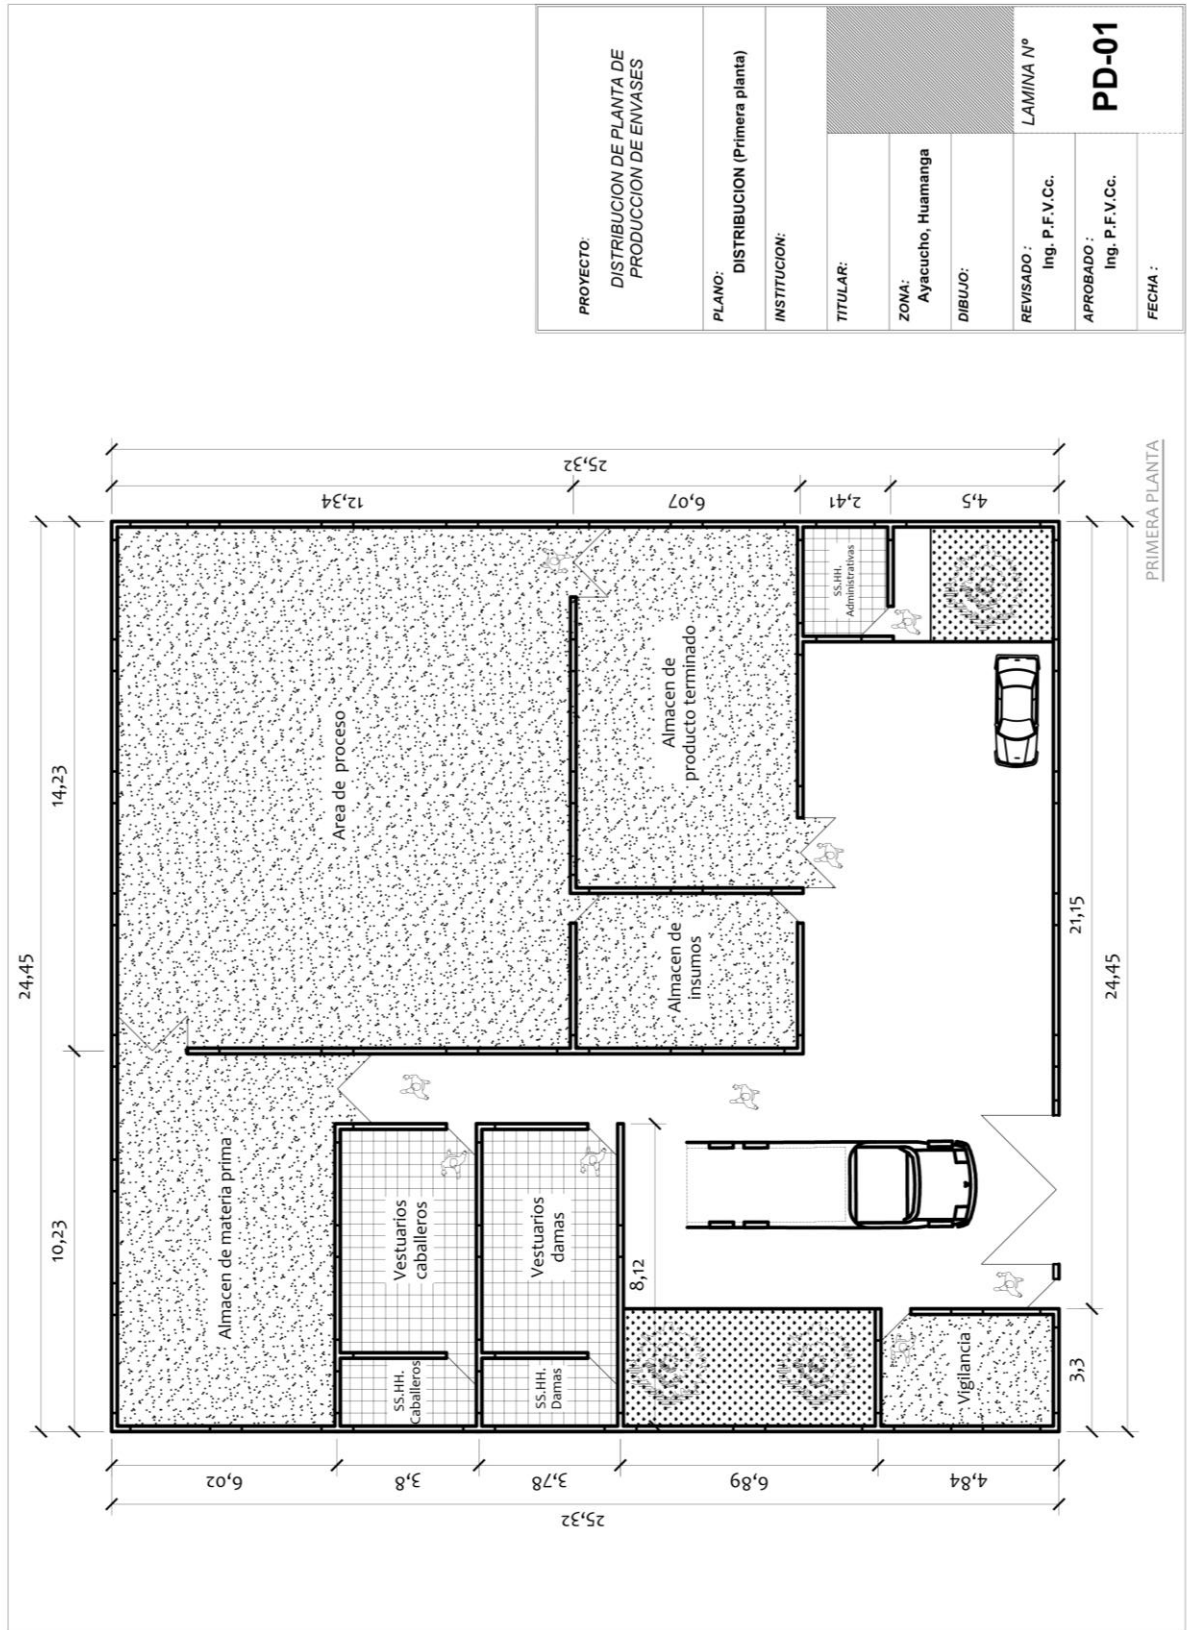 PROYECTO:
DISTRIBUCION DE PLANTA DE
PRODUCCION DE ENVASES
PLANO:
DISTRIBUCION (Primera planta)
INSTITUCION:
TITULAR:
ZONA:
Ayacucho, Huamanga
DIBUJO:
REVISADO :
Ing. P.F.V.Cc.
APROBADO :
Ing. P.F.V.Cc.
FECHA :
LAMINA Nº
PD-01
24,45
10,23
14,23
25,32
6,02
3,8
3,78
6,89
4,84
25,32
12,34
6,07
2,41
4,5
Almacen de materia prima
Area de proceso
SS.HH.
Caballeros
Vestuarios
caballeros
SS.HH.
Damas
Vestuarios
damas
Almacen de
insumos
Almacen de
producto terminado
SS.HH.
Administrativas
8,12
Vigilancia
3,3
21,15
24,45
PRIMERA PLANTA